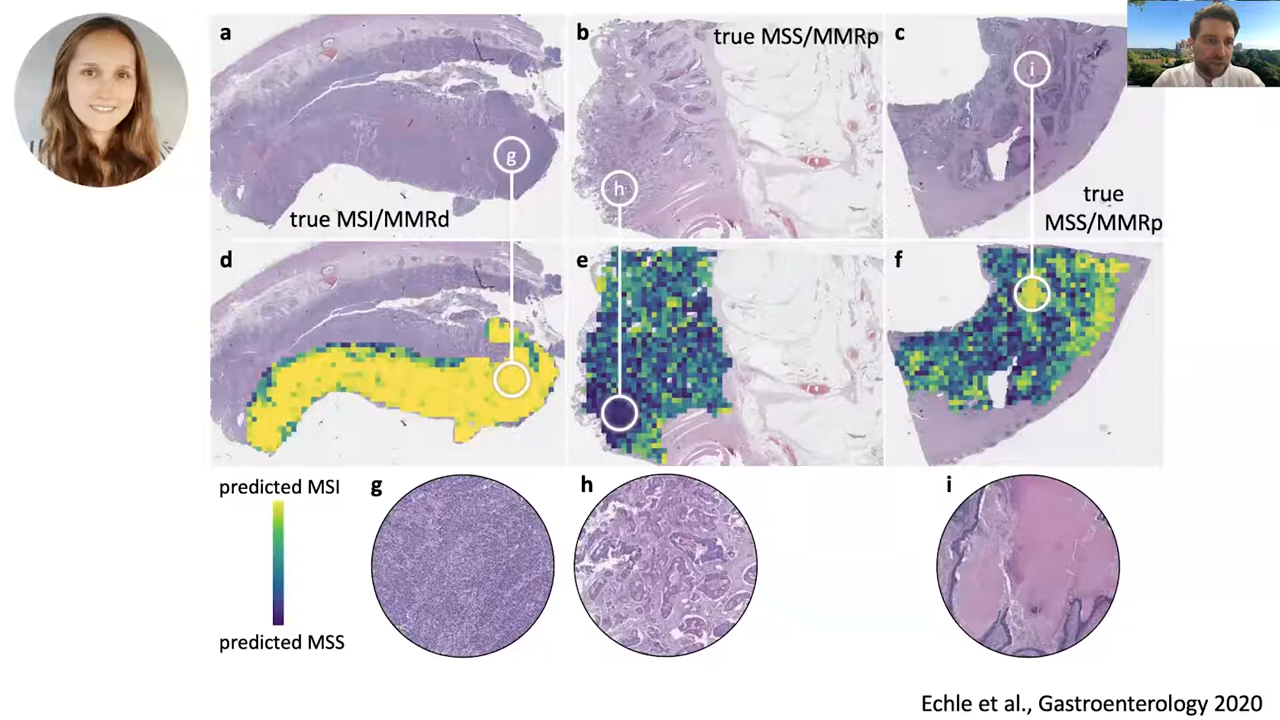 a
b
true MSS/MMRp
c
i
g
h
true MSI/MMRd
true
MSS/MMRp
d
e
f
predicted MSI
g
h
i
predicted MSS
Echle et al., Gastroenterology 2020